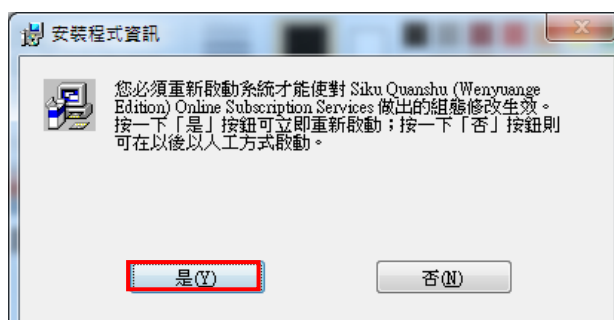 安裝程式資訊
您必須重新啟動系統才能使對 Siku Quanshu (Wenyuange
Edition) Online Subscription Services 做出的組態修改生效。
按一下「是」按鈕可立即重新啟動；按一下「否」按鈕則
可在以後以人工方式啟動。
是(Y)
否(N)